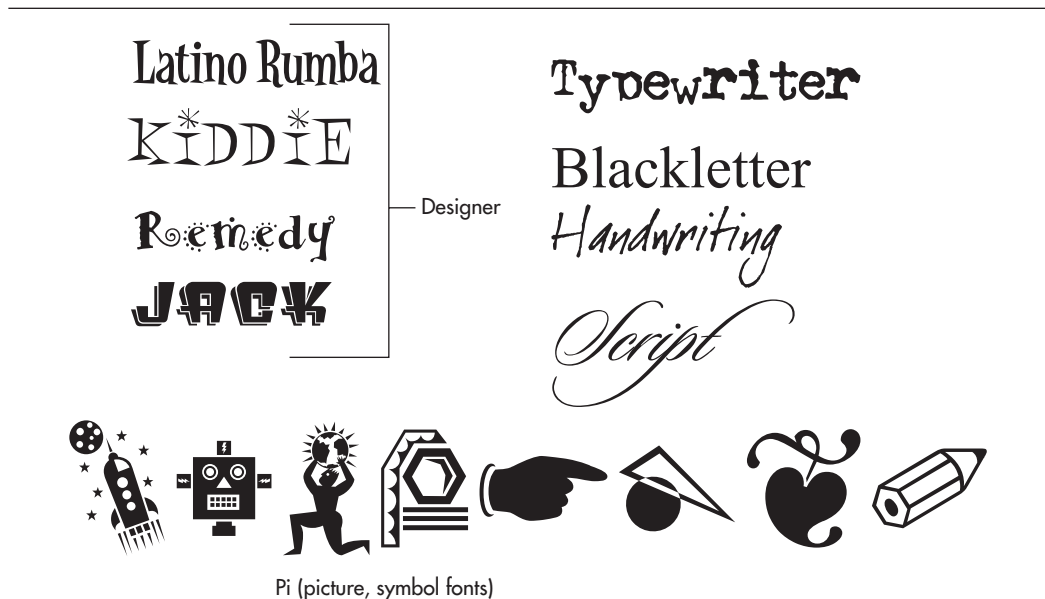 Latino Rumba
KiDDiE
Remedy
JACK
Designer
Typewriter
Blackletter
Handwriting
Script
Pi (picture, symbol fonts)